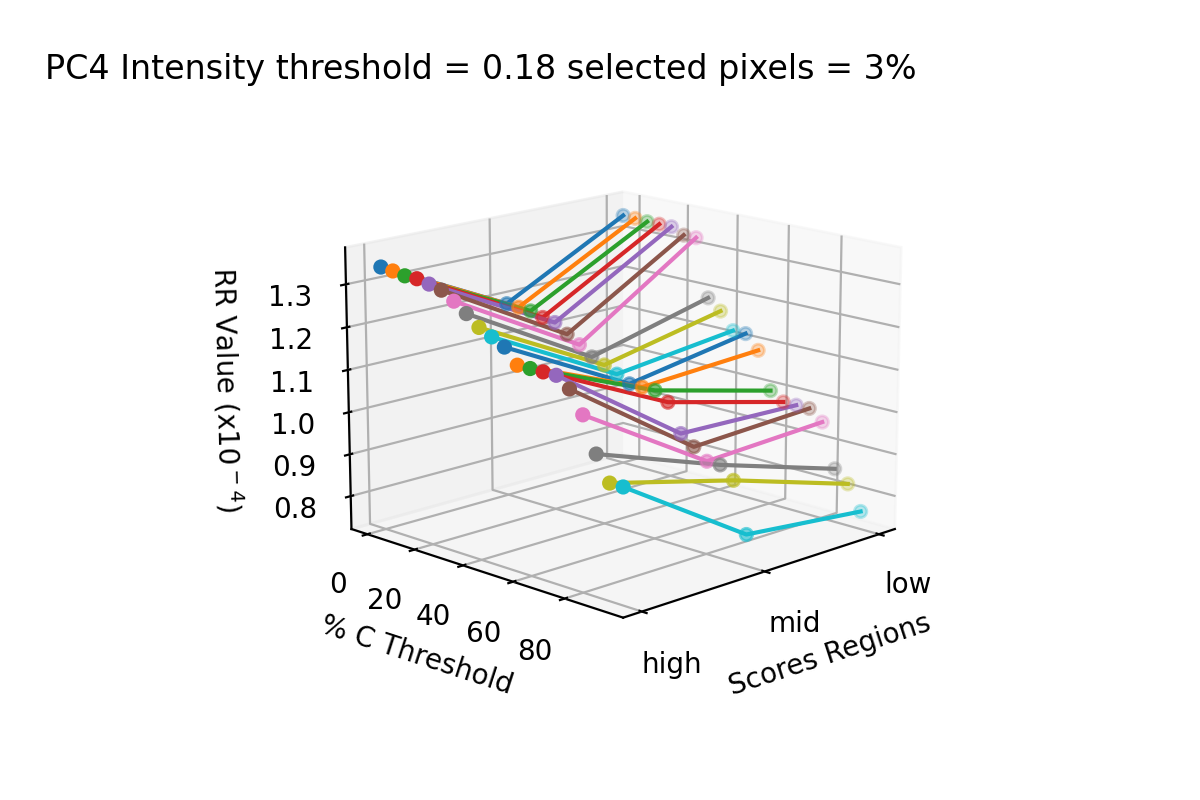 PC4 Intensity threshold = 0.18 selected pixels = 3%
RR Value (x10⁻⁴)
1.3
1.2
1.1
1.0
0.9
0.8
0
20
40
60
80
% C Threshold
high
mid
low
Scores Regions